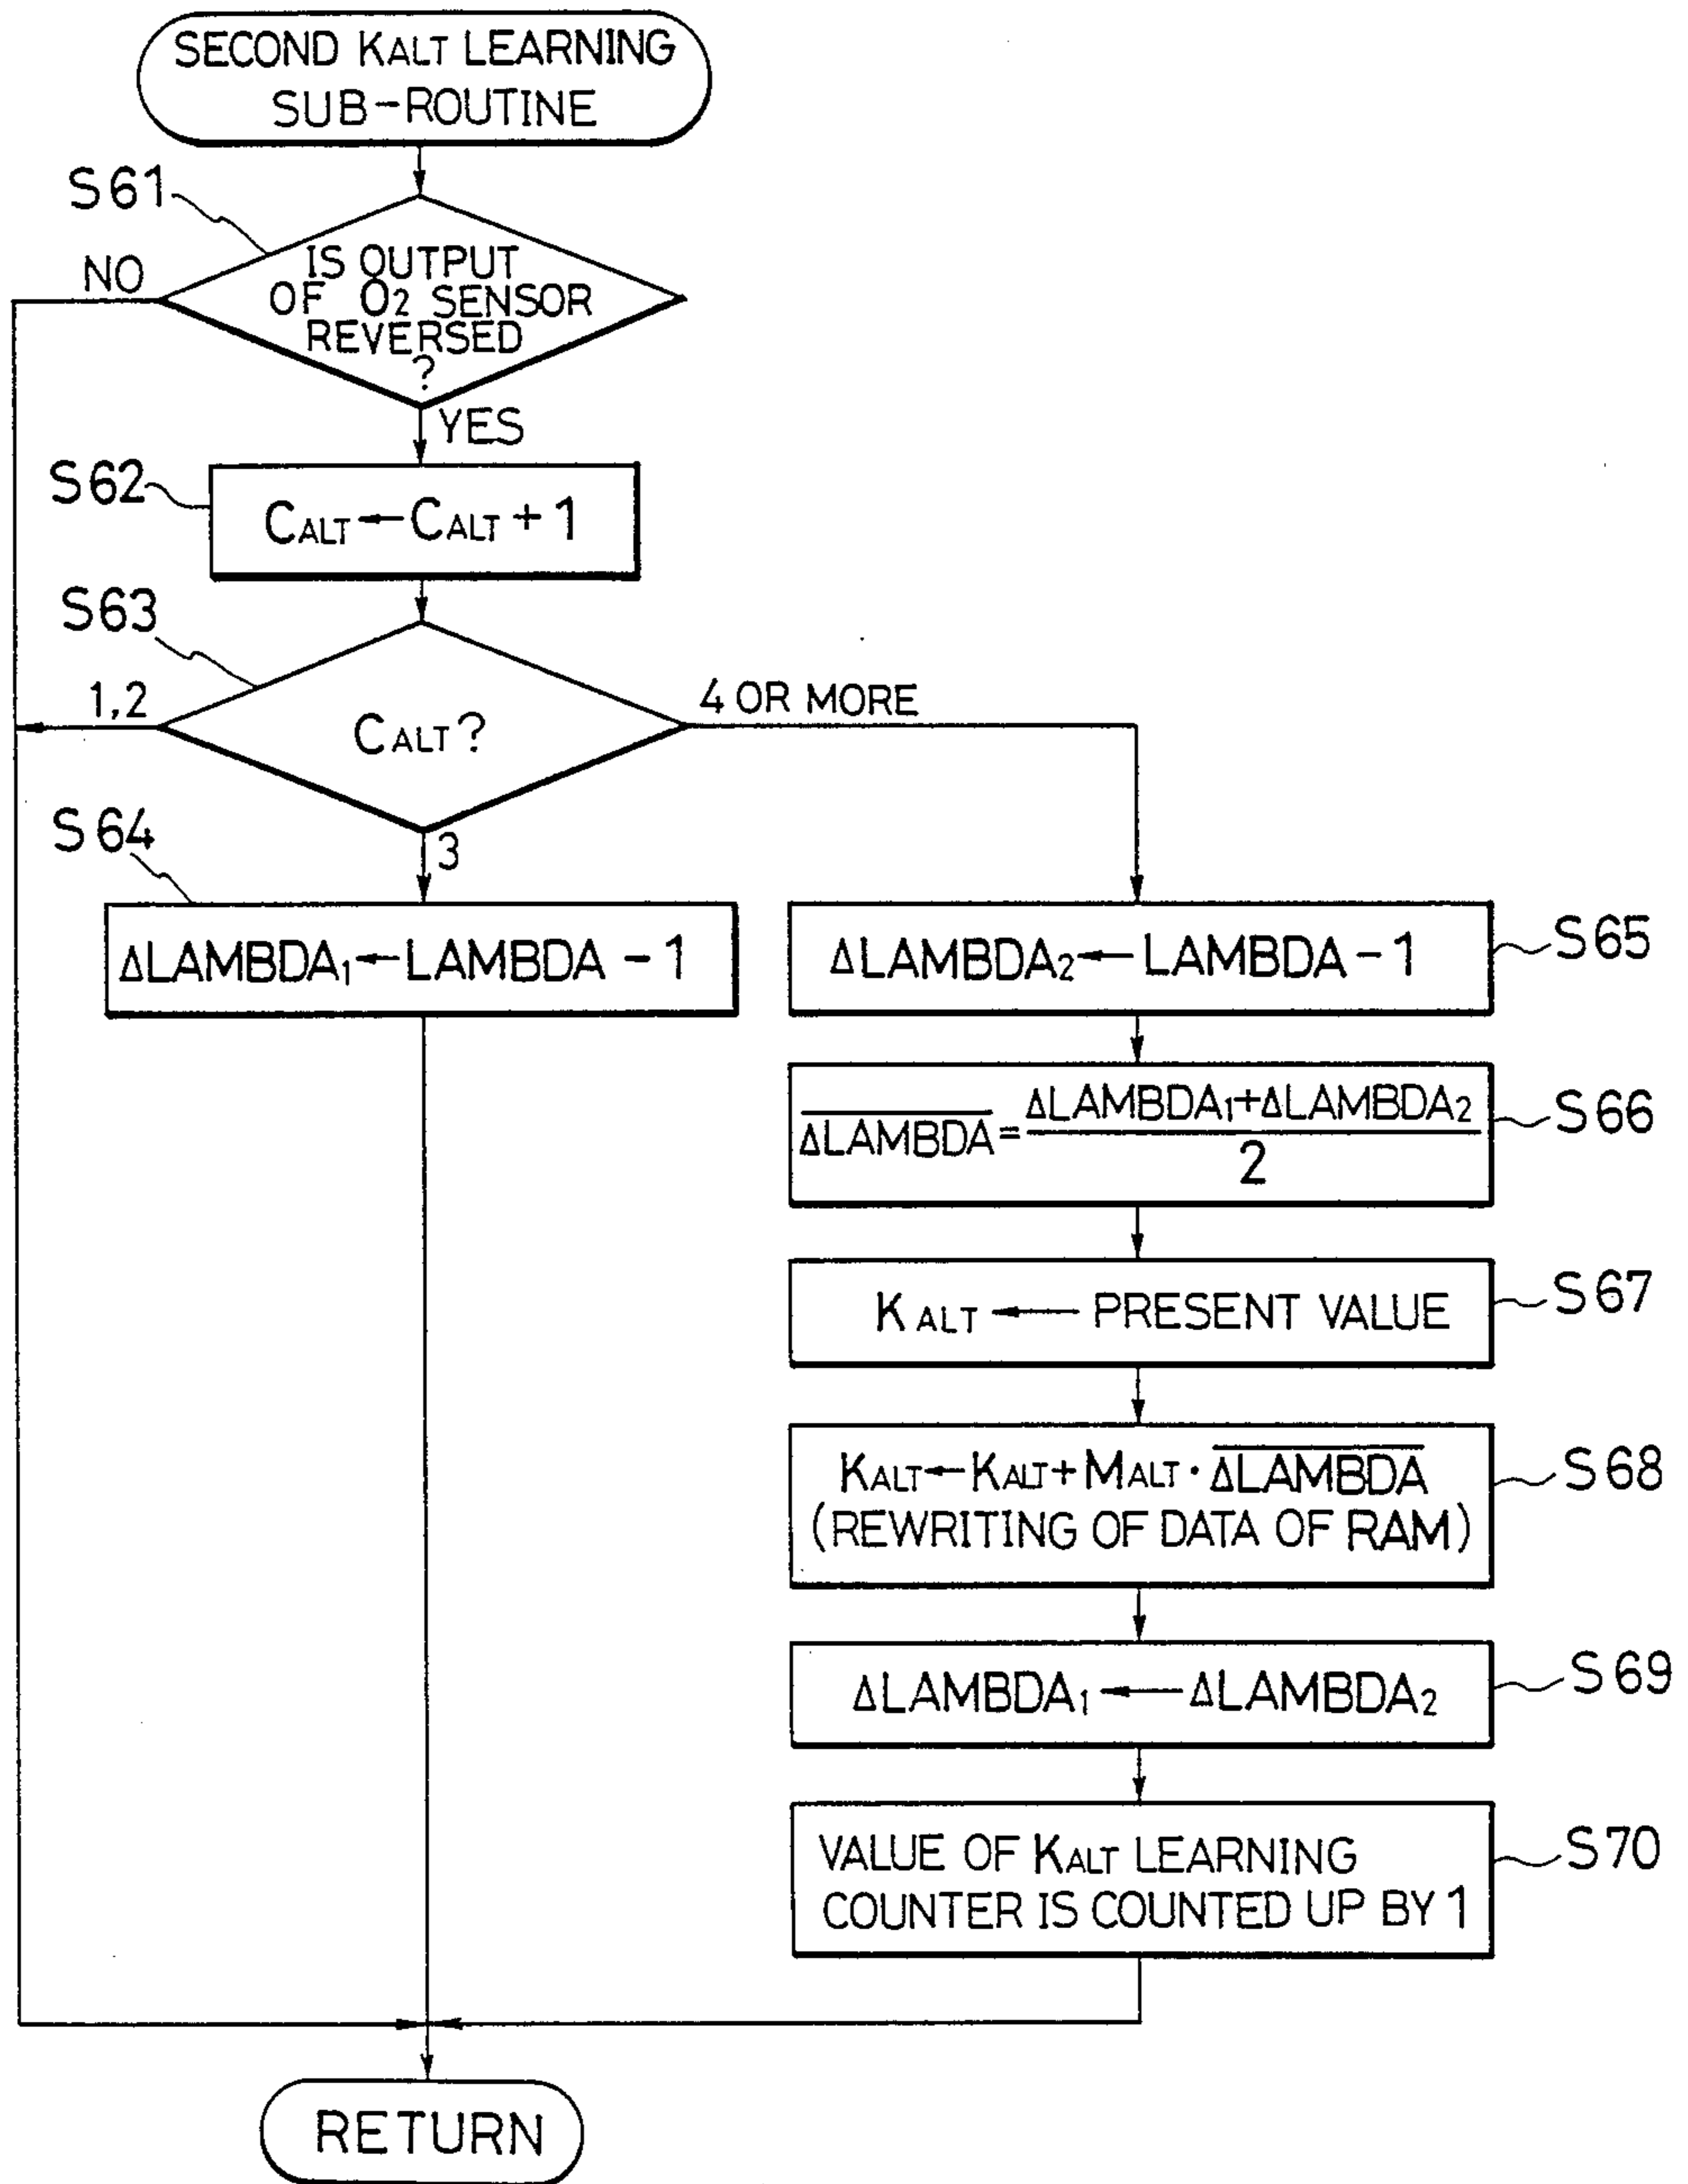 SECOND KALT LEARNING
SUB-ROUTINE
S61
NO
IS OUTPUT
OF O2 SENSOR
REVERSED
?
YES
S62
CALT ← CALT + 1
S63
1,2
CALT ?
4 OR MORE
3
S64
ΔLAMBDA1 ← LAMBDA - 1
ΔLAMBDA2 ← LAMBDA - 1
S65
\overline{ΔLAMBDA} = \frac{ΔLAMBDA1+ΔLAMBDA2}{2}
S66
KALT ← PRESENT VALUE
S67
KALT ← KALT + MALT · \overline{ΔLAMBDA}
(REWRITING OF DATA OF RAM)
S68
ΔLAMBDA1 ← ΔLAMBDA2
S69
VALUE OF KALT LEARNING
COUNTER IS COUNTED UP BY 1
S70
RETURN